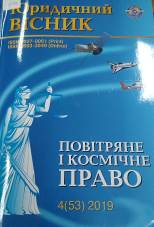 Юридичний
ВІСНИК
ПОВІТРЯНЕ
І КОСМІЧНЕ
ПРАВО
4(53) 2019